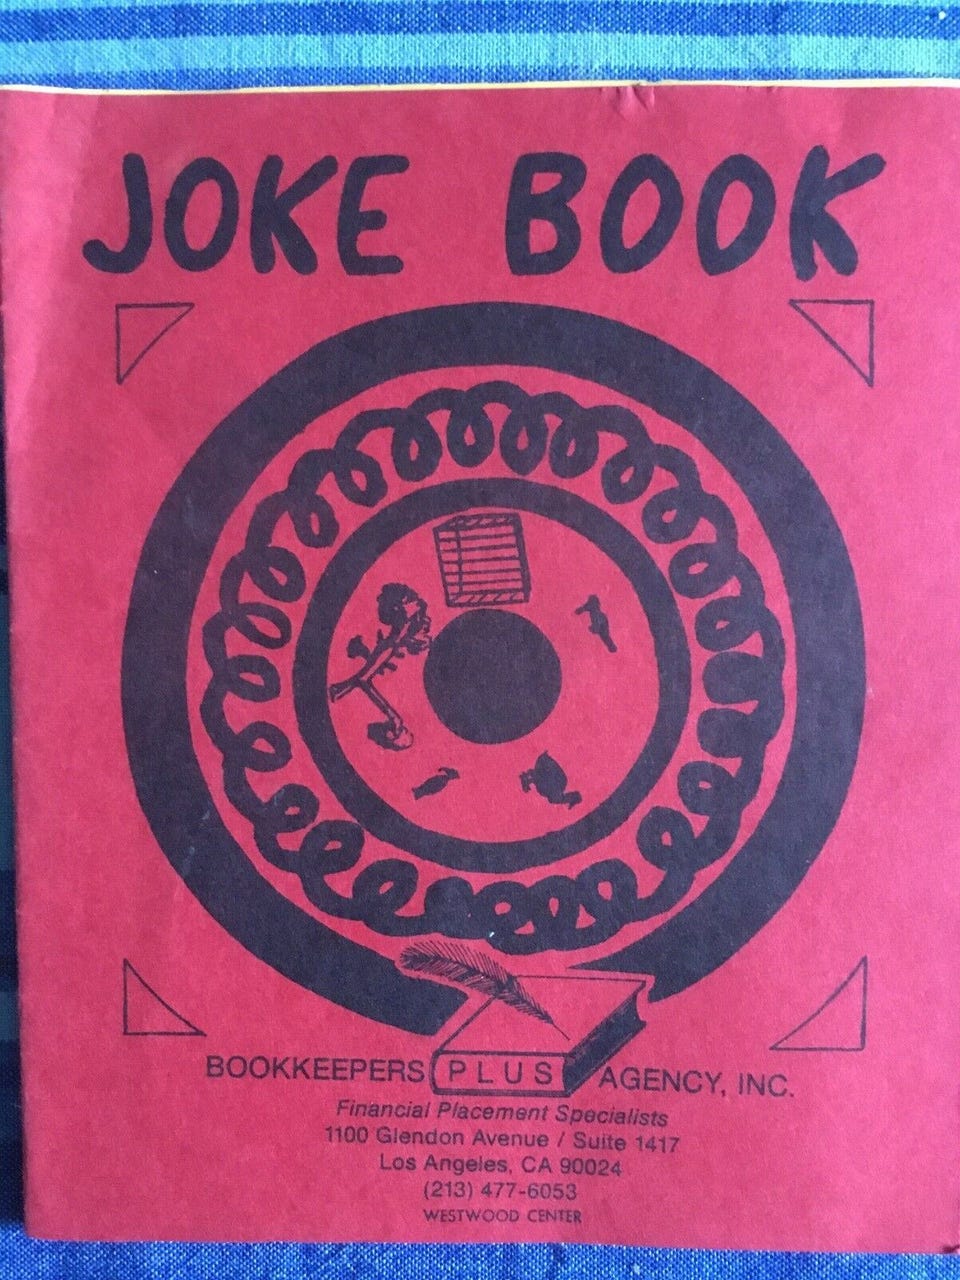 JOKE BOOK
BOOKKEEPERS PLUS AGENCY, INC.
Financial Placement Specialists
1100 Glendon Avenue / Suite 1417
Los Angeles, CA 90024
(213) 477-6053
WESTWOOD CENTER